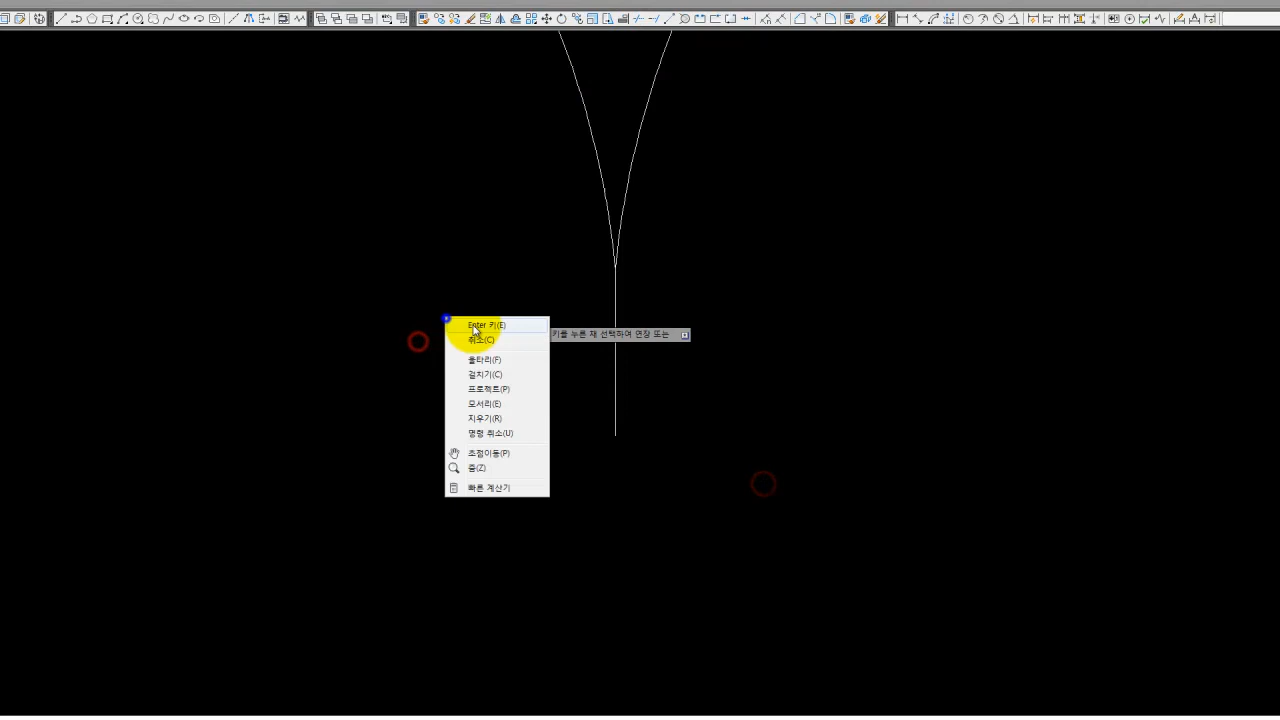 Enter 키(E)
키를 누른 채 선택하여 연장 또는
취소(C)
울타리(F)
걸치기(C)
프로젝트(P)
모서리(E)
지우기(R)
명령 취소(U)
초점이동(P)
줌(Z)
빠른 계산기